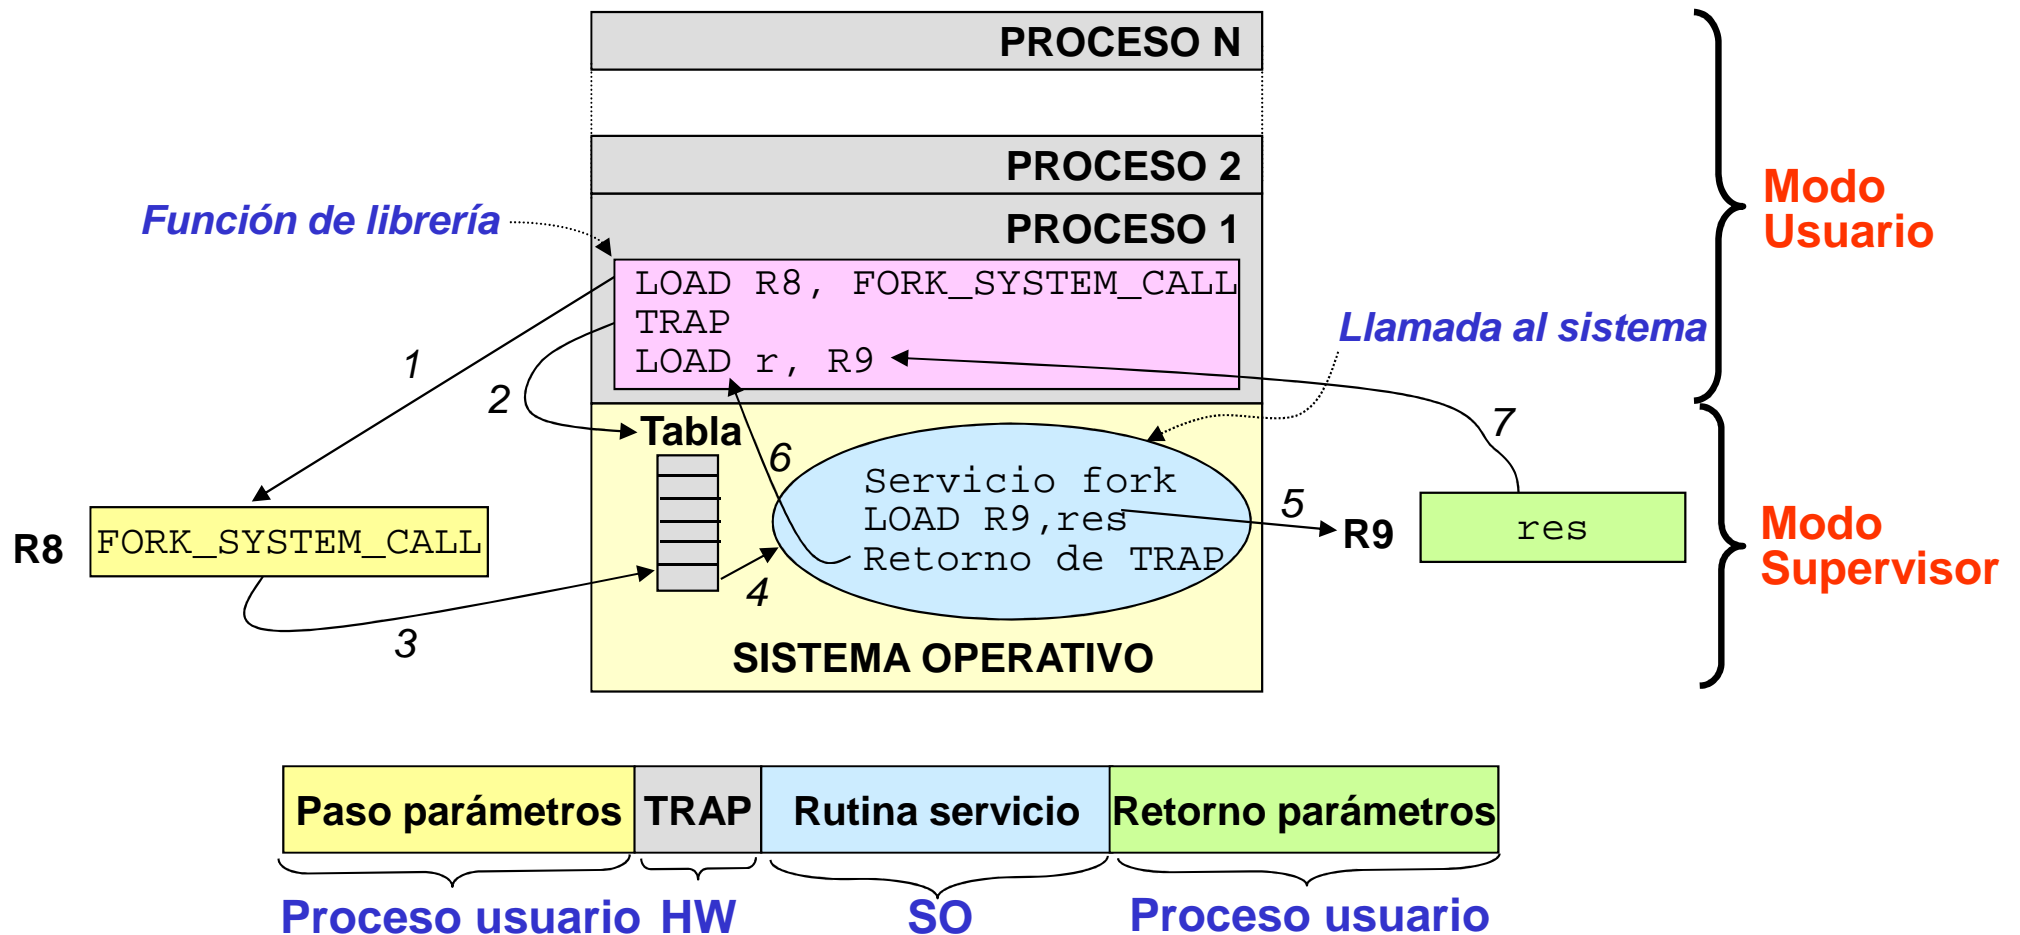 PROCESO N
PROCESO 2
Función de librería
PROCESO 1
Modo
Usuario
LOAD R8, FORK_SYSTEM_CALL
TRAP
LOAD r, R9
Llamada al sistema
1
2
Tabla
6
7
Servicio fork
LOAD R9,res
Retorno de TRAP
5
R8
FORK_SYSTEM_CALL
R9
res
Modo
Supervisor
4
3
SISTEMA OPERATIVO
Paso parámetros
TRAP
Rutina servicio
Retorno parámetros
Proceso usuario
HW
SO
Proceso usuario